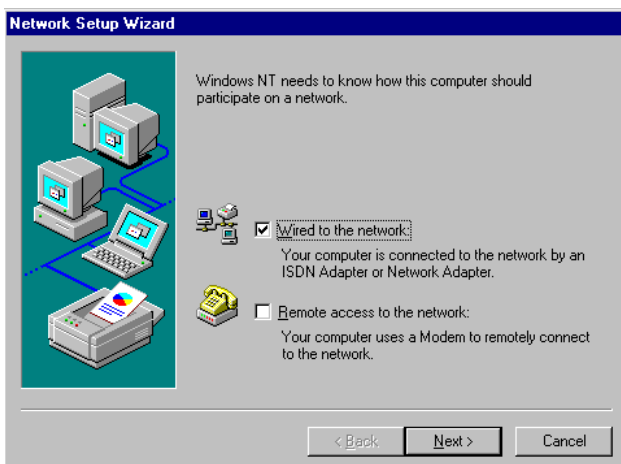 Network Setup Wizard
Windows NT needs to know how this computer should
participate on a network.
Wired to the network:
Your computer is connected to the network by an
ISDN Adapter or Network Adapter.
Remote access to the network:
Your computer uses a Modem to remotely connect
to the network.
< Back
Next >
Cancel